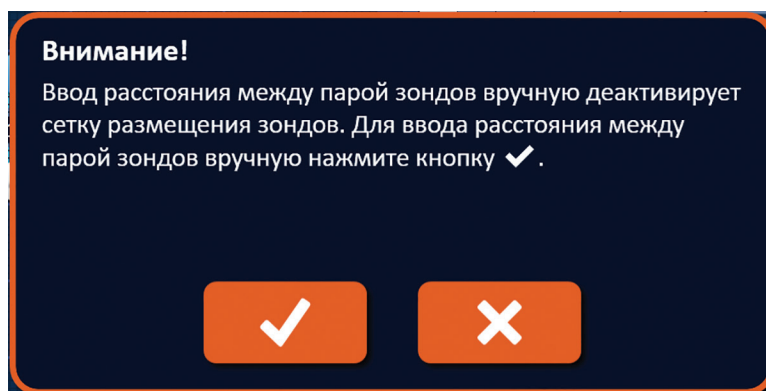 Внимание!
Ввод расстояния между парой зондов вручную деактивирует
сетку размещения зондов. Для ввода расстояния между
парой зондов вручную нажмите кнопку ✔.